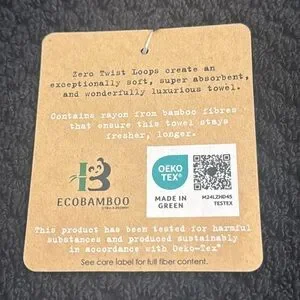 Zero Twist Loops create an
exceptionally soft, super absorbent,
and wonderfully luxurious towel.
Contains rayon from bamboo fibres
that ensure this towel stays
fresher, longer.
ECOBAMBOO
OEKO
TEX®
MADE IN
GREEN
M24LZHD45
TESTEX
This product has been tested for harmful
substances and produced sustainably
in accordance with Oeko-Tex®
See care label for full fiber content.